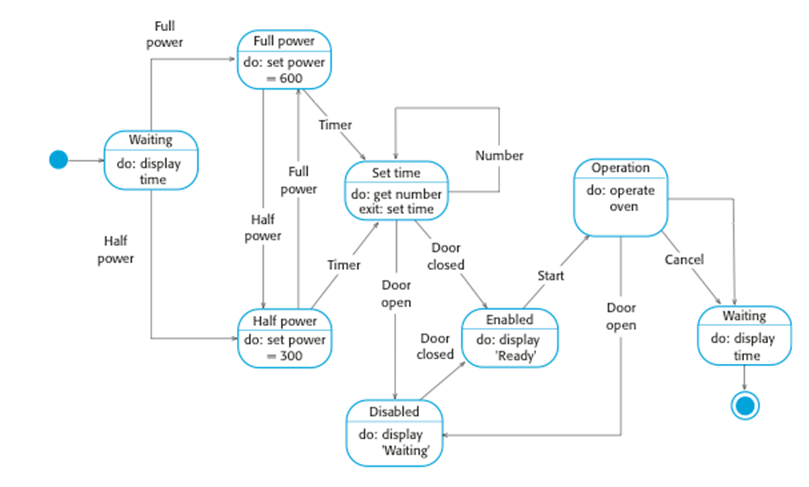 Full
power
Full power
do: set power
= 600
Timer
Waiting
do: display
time
Full
power
Number
Set time
do: get number
exit: set time
Operation
do: operate
oven
Half
power
Half
power
Timer
Door
closed
Door
open
Start
Cancel
Door
open
Half power
do: set power
= 300
Door
closed
Enabled
do: display
'Ready'
Waiting
do: display
time
Disabled
do: display
'Waiting'